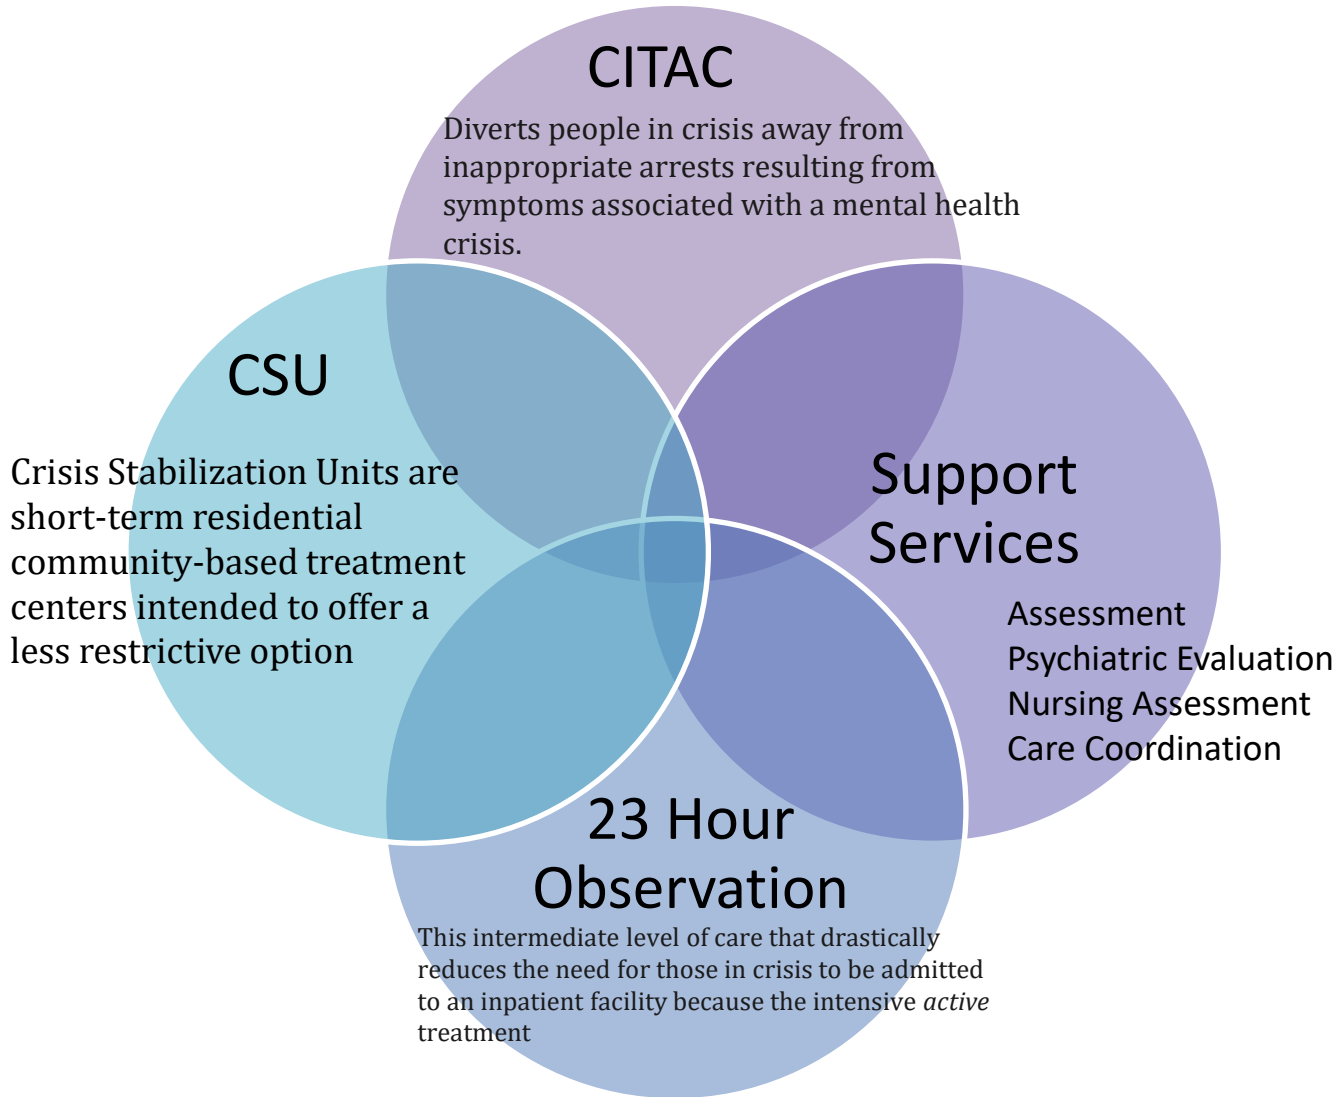 CITAC
Diverts people in crisis away from
inappropriate arrests resulting from
symptoms associated with a mental health
crisis.
CSU
Crisis Stabilization Units are
short-term residential
community-based treatment
centers intended to offer a
less restrictive option
Support
Services
Assessment
Psychiatric Evaluation
Nursing Assessment
Care Coordination
23 Hour
Observation
This intermediate level of care that drastically
reduces the need for those in crisis to be admitted
to an inpatient facility because the intensive active
treatment